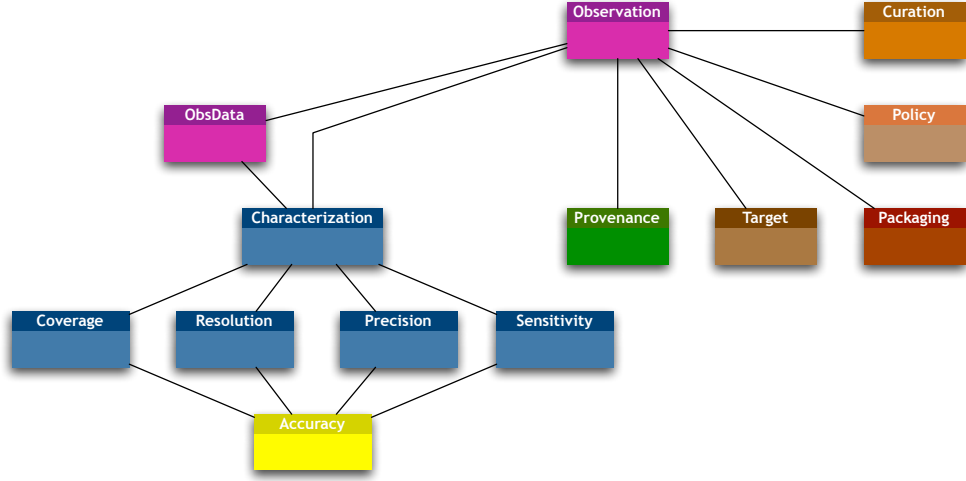 Observation
Curation
ObsData
Policy
Characterization
Provenance
Target
Packaging
Coverage
Resolution
Precision
Sensitivity
Accuracy